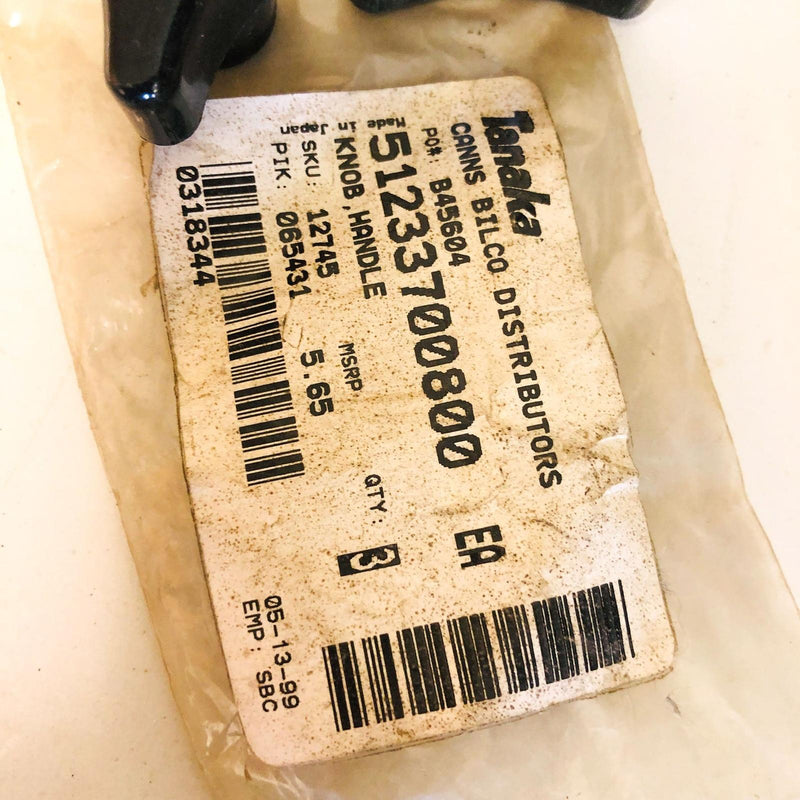 Tanaka
CANNS BILCO DISTRIBUTORS
PO#: B45604
51233700800 EA
Made in Japan
KNOB,HANDLE
SKU: 12745 MSRP QTY: 3
PIK: 065431 5.65
0318344
05-13-99
EMP: SBC